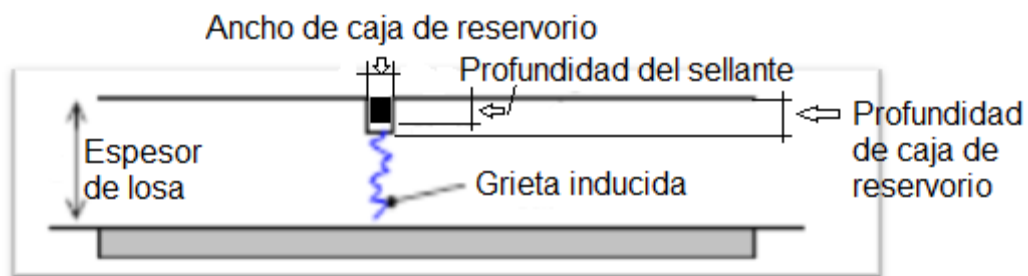 Ancho de caja de reservorio
Profundidad del sellante
Profundidad
de caja de
reservorio
Espesor
de losa
Grieta inducida